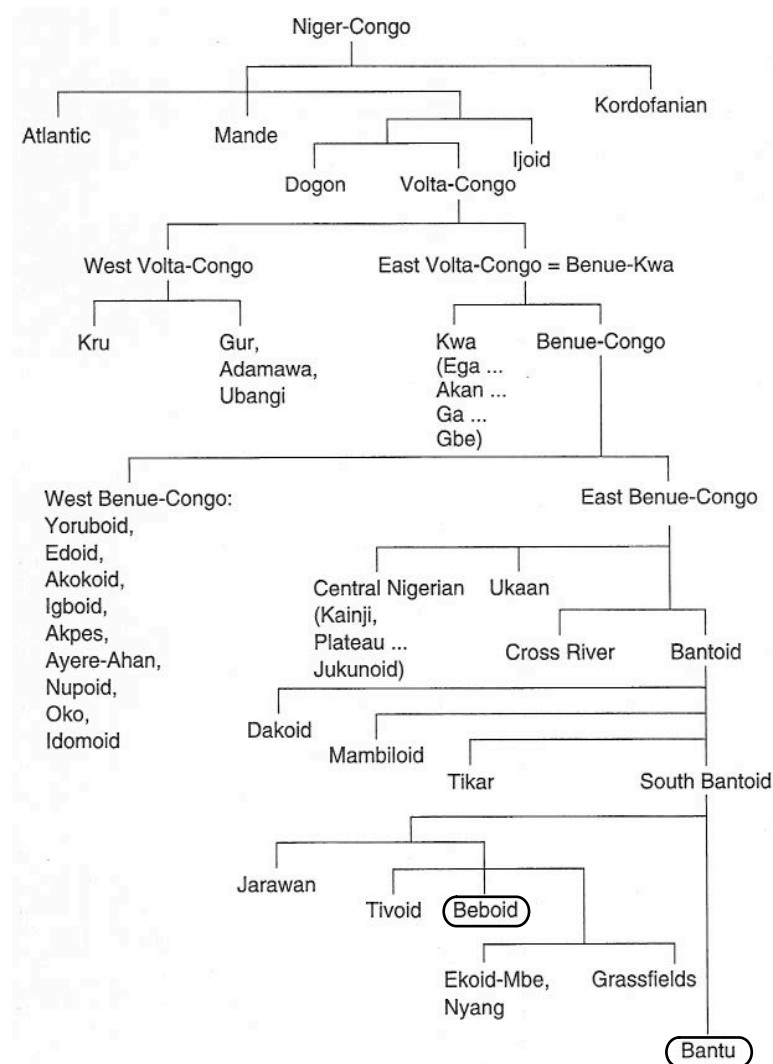 Niger-Congo
Kordofanian
Atlantic
Mande
Ijoid
Dogon
Volta-Congo
West Volta-Congo
East Volta-Congo = Benue-Kwa
Kru
Gur,
Adamawa,
Ubangi
Kwa
(Ega ...
Akan ...
Ga ...
Gbe)
Benue-Congo
West Benue-Congo:
Yoruboid,
Edoid,
Akokoid,
Igboid,
Akpes,
Ayere-Ahan,
Nupoid,
Oko,
Idomoid
East Benue-Congo
Central Nigerian
(Kainji,
Plateau ...
Jukunoid)
Ukaan
Cross River
Bantoid
Dakoid
Mambiloid
Tikar
South Bantoid
Jarawan
Tivoid
Beboid
Ekoid-Mbe,
Nyang
Grassfields
Bantu